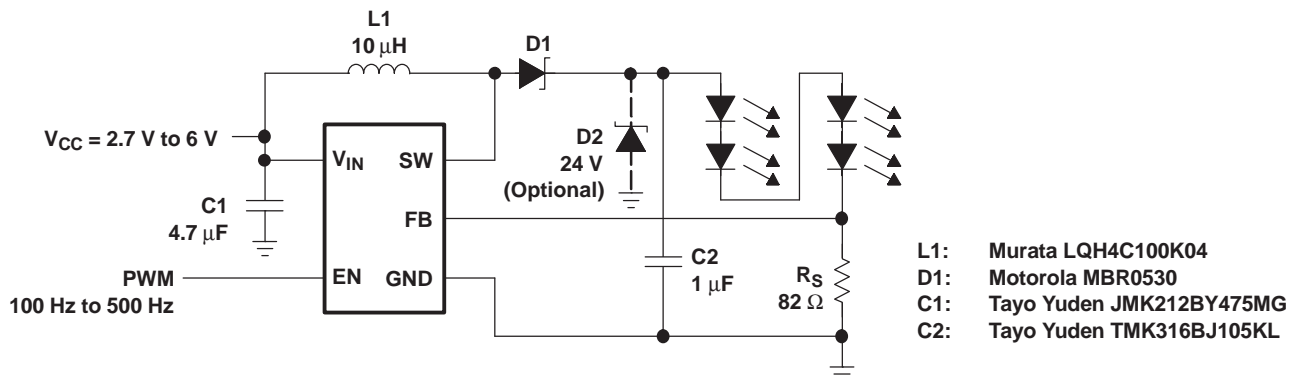 L1
10 μH
D1
VCC = 2.7 V to 6 V
VIN
SW
D2
24 V
(Optional)
C1
4.7 μF
FB
C2
1 μF
RS
82 Ω
PWM
100 Hz to 500 Hz
EN
GND
L1: Murata LQH4C100K04
D1: Motorola MBR0530
C1: Tayo Yuden JMK212BY475MG
C2: Tayo Yuden TMK316BJ105KL